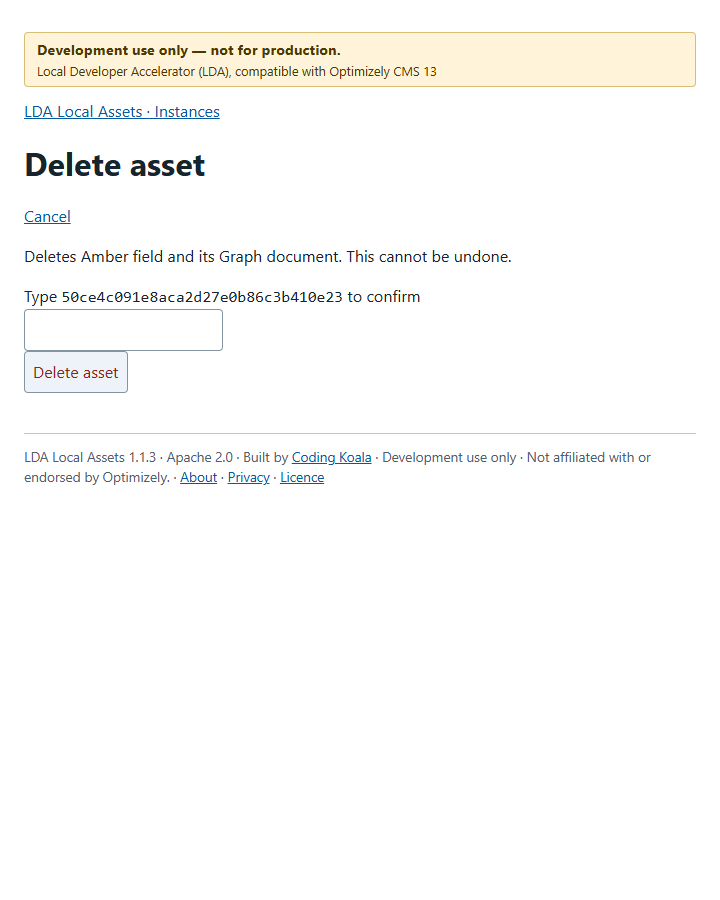 Development use only — not for production.
Local Developer Accelerator (LDA), compatible with Optimizely CMS 13
LDA Local Assets · Instances
Delete asset
Cancel
Deletes Amber field and its Graph document. This cannot be undone.
Type 50ce4c091e8aca2d27e0b86c3b410e23 to confirm
Delete asset
LDA Local Assets 1.1.3 · Apache 2.0 · Built by Coding Koala · Development use only · Not affiliated with or
endorsed by Optimizely. · About · Privacy · Licence